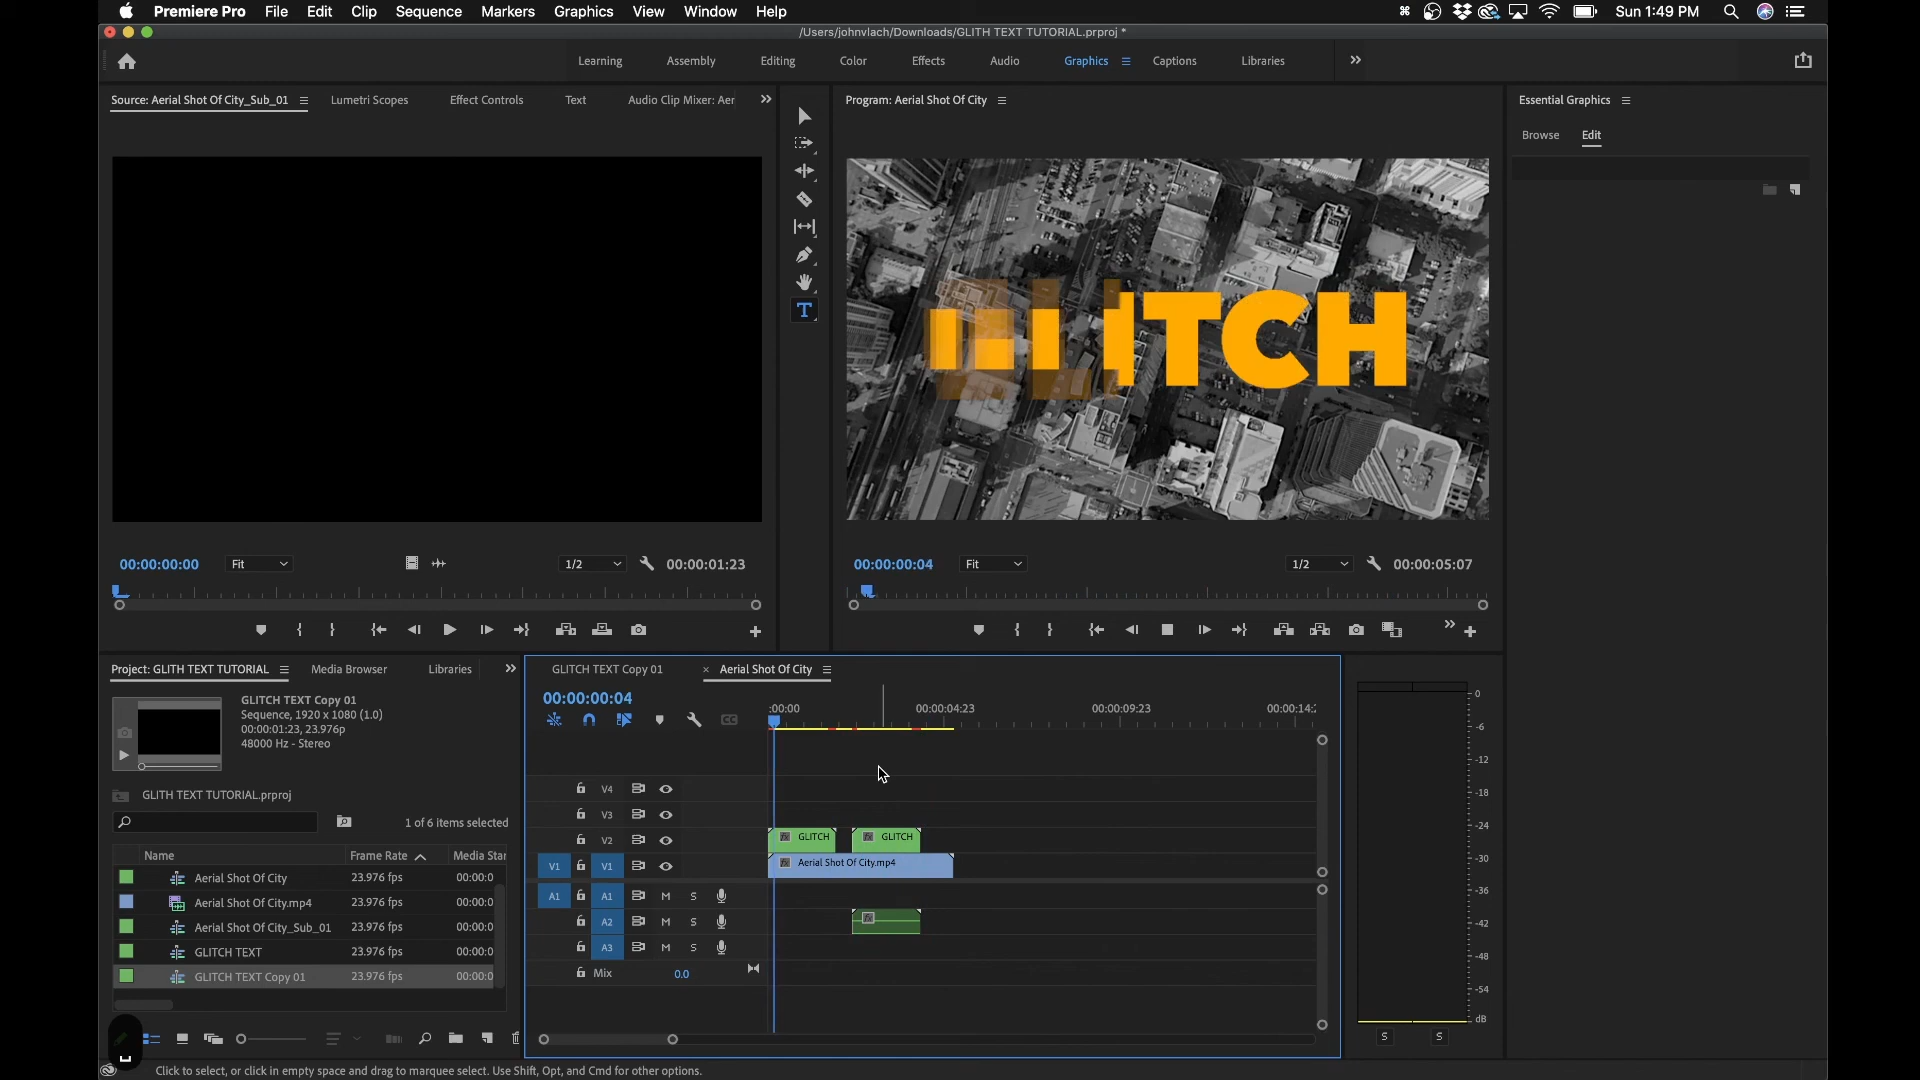 Premiere Pro File Edit Clip Sequence Markers Graphics View Window Help Sun 1:49 PM
/Users/johnvlach/Downloads/GLITH TEXT TUTORIAL.prproj *
Learning Assembly Editing Color Effects Audio Graphics Captions Libraries
Source: Aerial Shot Of City_Sub_01 Lumetri Scopes Effect Controls Text Audio Clip Mixer: Aer
Program: Aerial Shot Of City
Essential Graphics
Browse Edit
GLITCH
00:00:00:00 Fit 1/2 00:00:01:23
00:00:00:04 Fit 1/2 00:00:05:07
Project: GLITH TEXT TUTORIAL Media Browser Libraries
GLITCH TEXT Copy 01
Sequence, 1920 x 1080 (1.0)
00:00:01:23, 23.976p
48000 Hz - Stereo
GLITH TEXT TUTORIAL.prproj
1 of 6 items selected
Name Frame Rate Media Star
Aerial Shot Of City 23.976 fps 00:00:0
Aerial Shot Of City.mp4 23.976 fps 00:00:0
Aerial Shot Of City_Sub_01 23.976 fps 00:00:0
GLITCH TEXT 23.976 fps 00:00:0
GLITCH TEXT Copy 01 23.976 fps 00:00:0
GLITCH TEXT Copy 01 × Aerial Shot Of City
00:00:00:04
:00:00 00:00:04:23 00:00:09:23 00:00:14:2
V4
V3
V2 GLITCH GLITCH
V1 V1 Aerial Shot Of City.mp4
A1 A1 M S
A2 M S
A3 M S
Mix 0.0
0
-6
-12
-18
-24
-30
-36
-42
-48
-54
dB
S S
Click to select, or click in empty space and drag to marquee select. Use Shift, Opt, and Cmd for other options.